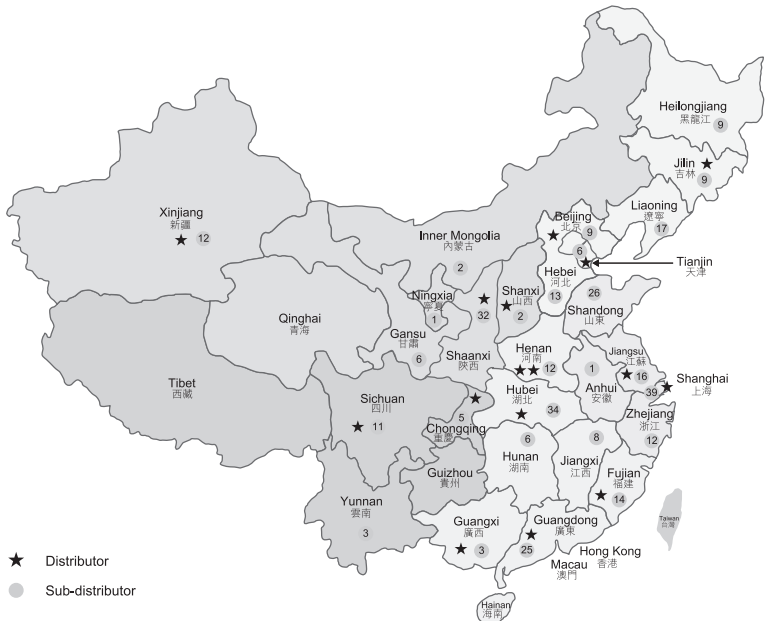 Heilongjiang
黑龍江
9
Jilin
吉林
9
Liaoning
遼寧
17
Xinjiang
新疆
12
Beijing
北京
9
6
Inner Mongolia
內蒙古
2
Tianjin
天津
Hebei
河北
13
Ningxia
寧夏
1
32
Shanxi
山西
2
26
Shandong
山東
Qinghai
青海
Gansu
甘肅
6
Shaanxi
陝西
Henan
河南
12
Jiangsu
江蘇
16
1
Anhui
安徽
39
Shanghai
上海
Tibet
西藏
Sichuan
四川
11
5
Chongqing
重慶
Hubei
湖北
34
Zhejiang
浙江
12
6
Hunan
湖南
8
Jiangxi
江西
Guizhou
貴州
Fujian
福建
14
Yunnan
雲南
3
Guangxi
廣西
3
Guangdong
廣東
25
Taiwan
台灣
Hong Kong
香港
Macau
澳門
Hainan
海南
Distributor
Sub-distributor